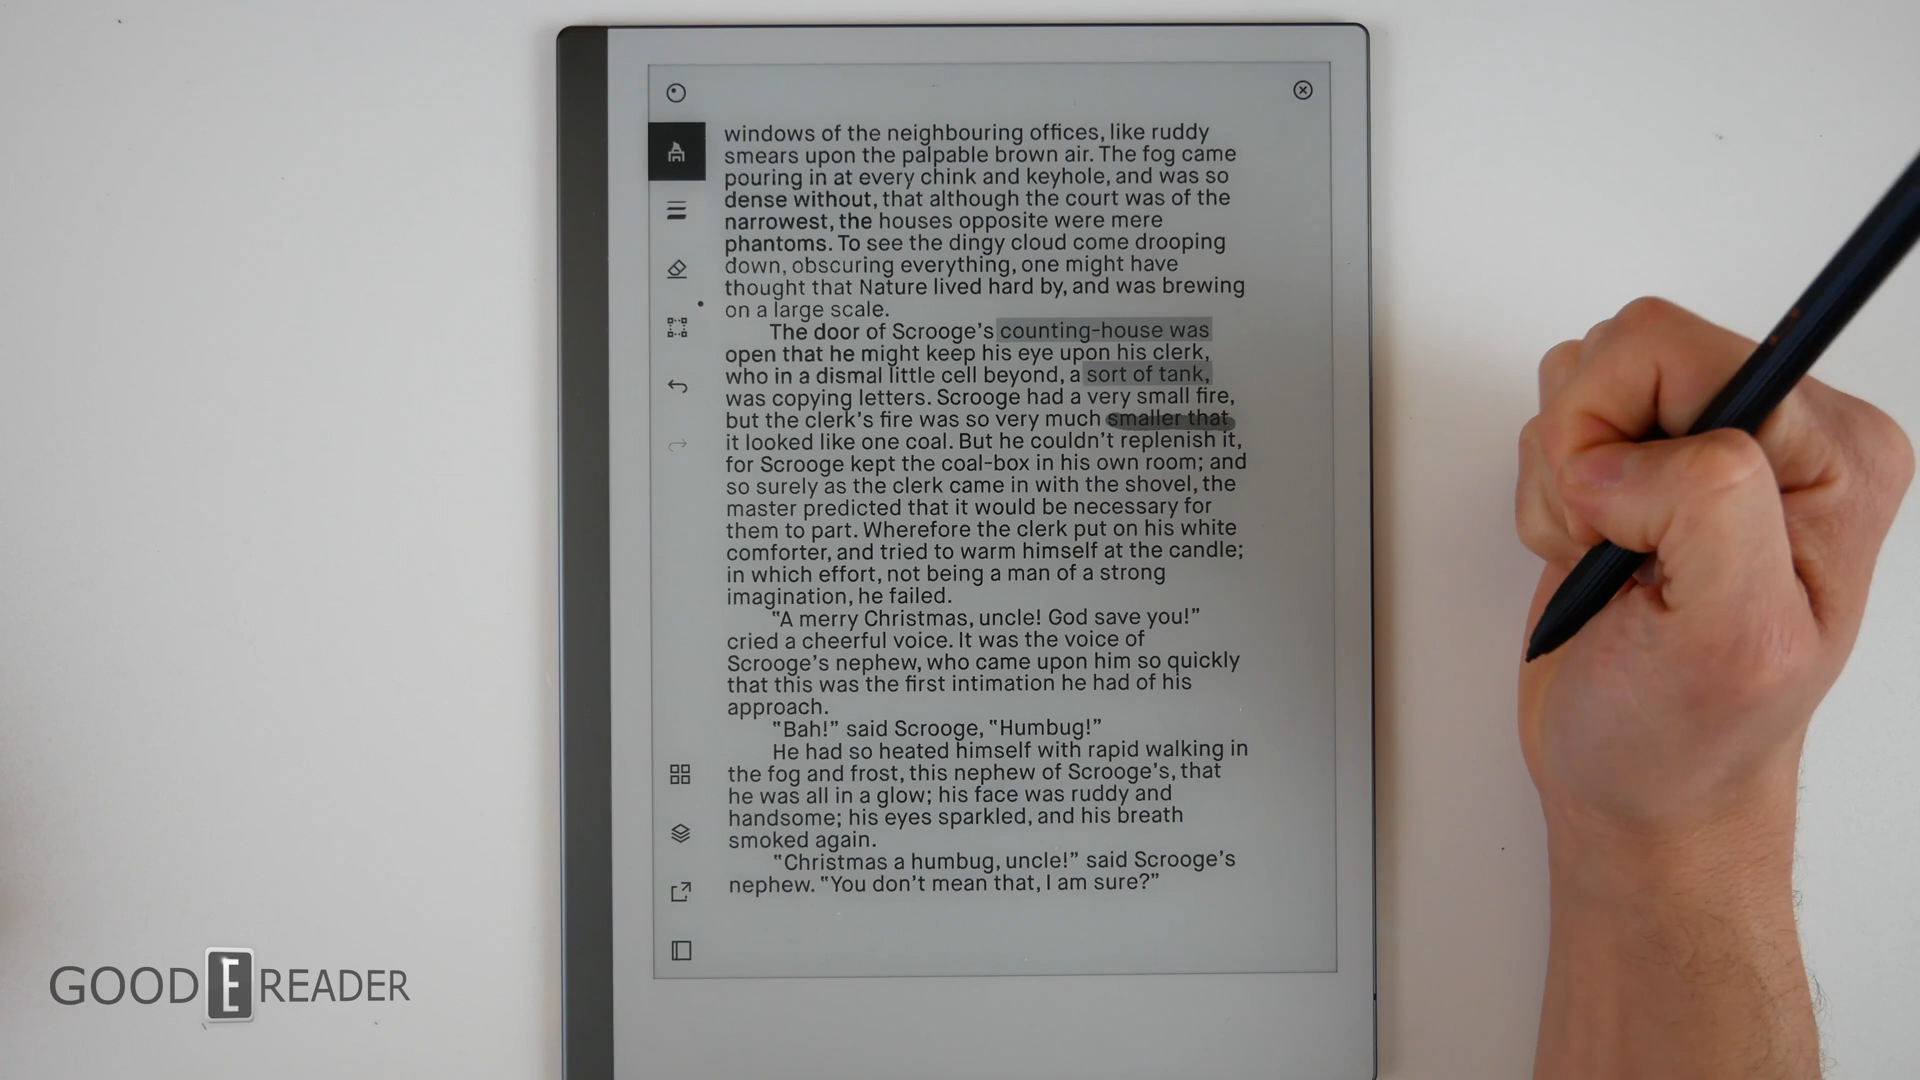 windows of the neighbouring offices, like ruddy
smears upon the palpable brown air. The fog came
pouring in at every chink and keyhole, and was so
dense without, that although the court was of the
narrowest, the houses opposite were mere
phantoms. To see the dingy cloud come drooping
down, obscuring everything, one might have
thought that Nature lived hard by, and was brewing
on a large scale.
The door of Scrooge’s counting-house was
open that he might keep his eye upon his clerk,
who in a dismal little cell beyond, a sort of tank,
was copying letters. Scrooge had a very small fire,
but the clerk’s fire was so very much smaller that
it looked like one coal. But he couldn’t replenish it,
for Scrooge kept the coal-box in his own room; and
so surely as the clerk came in with the shovel, the
master predicted that it would be necessary for
them to part. Wherefore the clerk put on his white
comforter, and tried to warm himself at the candle;
in which effort, not being a man of a strong
imagination, he failed.
“A merry Christmas, uncle! God save you!”
cried a cheerful voice. It was the voice of
Scrooge’s nephew, who came upon him so quickly
that this was the first intimation he had of his
approach.
“Bah!” said Scrooge, “Humbug!”
He had so heated himself with rapid walking in
the fog and frost, this nephew of Scrooge’s, that
he was all in a glow; his face was ruddy and
handsome; his eyes sparkled, and his breath
smoked again.
“Christmas a humbug, uncle!” said Scrooge’s
nephew. “You don’t mean that, I am sure?”
GOOD E READER